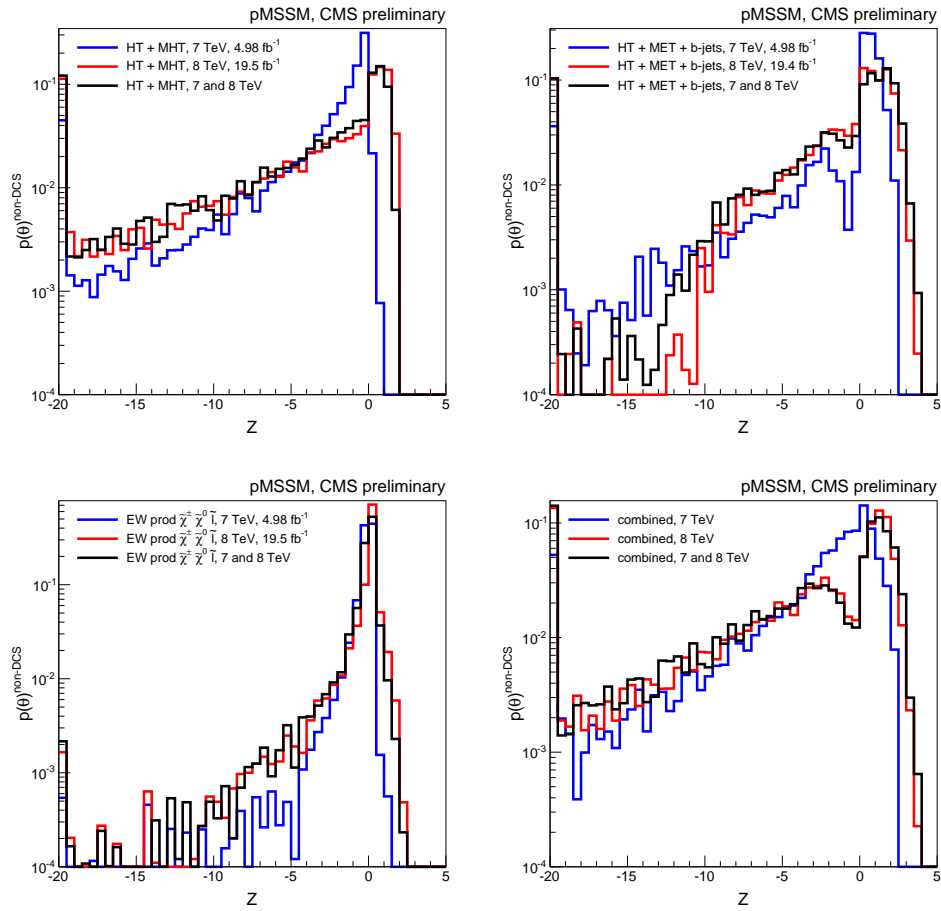 pMSSM, CMS preliminary
HT + MHT, 7 TeV, 4.98 fb⁻¹
HT + MHT, 8 TeV, 19.5 fb⁻¹
HT + MHT, 7 and 8 TeV
p(θ)ⁿᵒⁿ⁻ᴰᶜˢ
10⁻¹
10⁻²
10⁻³
10⁻⁴
-20 -15 -10 -5 0 5
Z
pMSSM, CMS preliminary
HT + MET + b-jets, 7 TeV, 4.98 fb⁻¹
HT + MET + b-jets, 8 TeV, 19.4 fb⁻¹
HT + MET + b-jets, 7 and 8 TeV
p(θ)ⁿᵒⁿ⁻ᴰᶜˢ
10⁻¹
10⁻²
10⁻³
10⁻⁴
-20 -15 -10 -5 0 5
Z
pMSSM, CMS preliminary
EW prod χ̃± χ̃⁰ l̃, 7 TeV, 4.98 fb⁻¹
EW prod χ̃± χ̃⁰ l̃, 8 TeV, 19.5 fb⁻¹
EW prod χ̃± χ̃⁰ l̃, 7 and 8 TeV
p(θ)ⁿᵒⁿ⁻ᴰᶜˢ
10⁻¹
10⁻²
10⁻³
10⁻⁴
-20 -15 -10 -5 0 5
Z
pMSSM, CMS preliminary
combined, 7 TeV
combined, 8 TeV
combined, 7 and 8 TeV
p(θ)ⁿᵒⁿ⁻ᴰᶜˢ
10⁻¹
10⁻²
10⁻³
10⁻⁴
-20 -15 -10 -5 0 5
Z